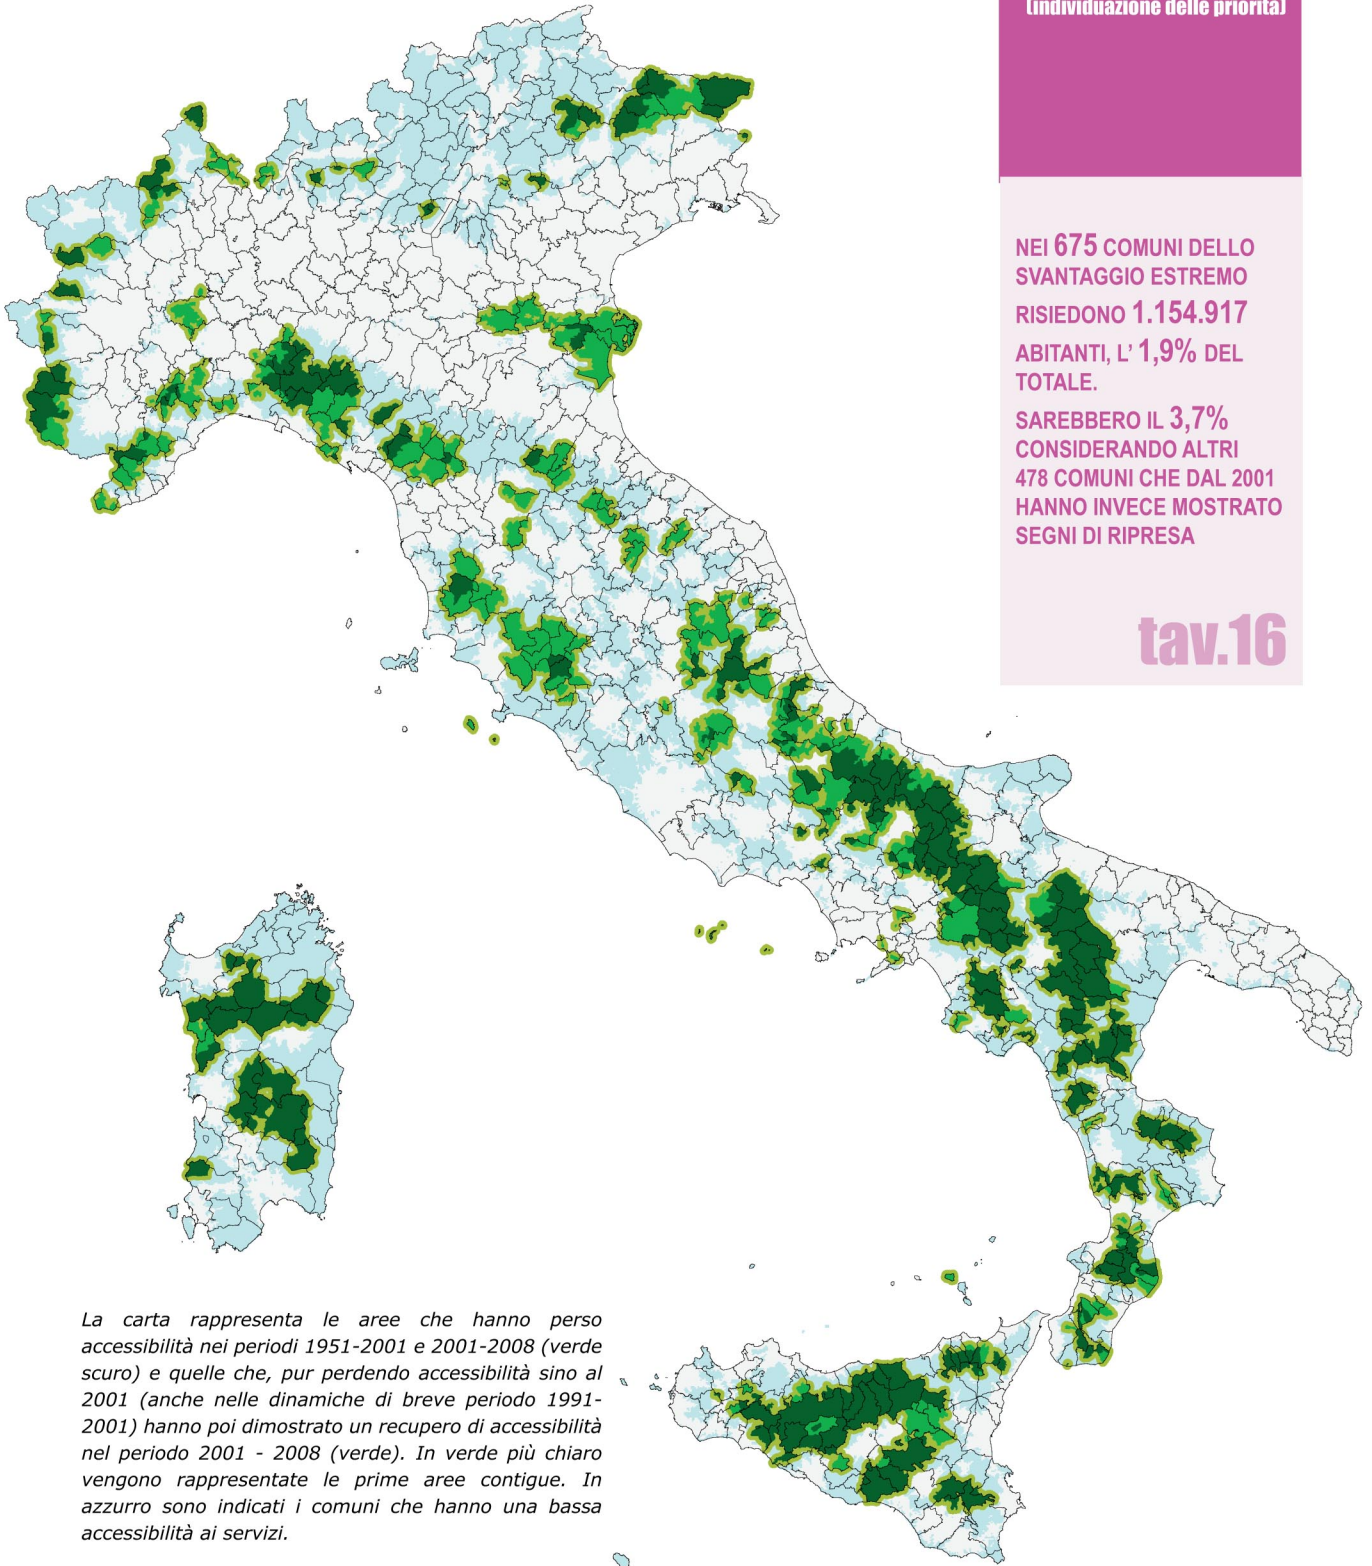 (individuazione delle priorità)
NEI 675 COMUNI DELLO
SVANTAGGIO ESTREMO
RISIEDONO 1.154.917
ABITANTI, L' 1,9% DEL
TOTALE.
SAREBBERO IL 3,7%
CONSIDERANDO ALTRI
478 COMUNI CHE DAL 2001
HANNO INVECE MOSTRATO
SEGNI DI RIPRESA
tav.16
La carta rappresenta le aree che hanno perso
accessibilità nei periodi 1951-2001 e 2001-2008 (verde
scuro) e quelle che, pur perdendo accessibilità sino al
2001 (anche nelle dinamiche di breve periodo 1991-
2001) hanno poi dimostrato un recupero di accessibilità
nel periodo 2001 - 2008 (verde). In verde più chiaro
vengono rappresentate le prime aree contigue. In
azzurro sono indicati i comuni che hanno una bassa
accessibilità ai servizi.